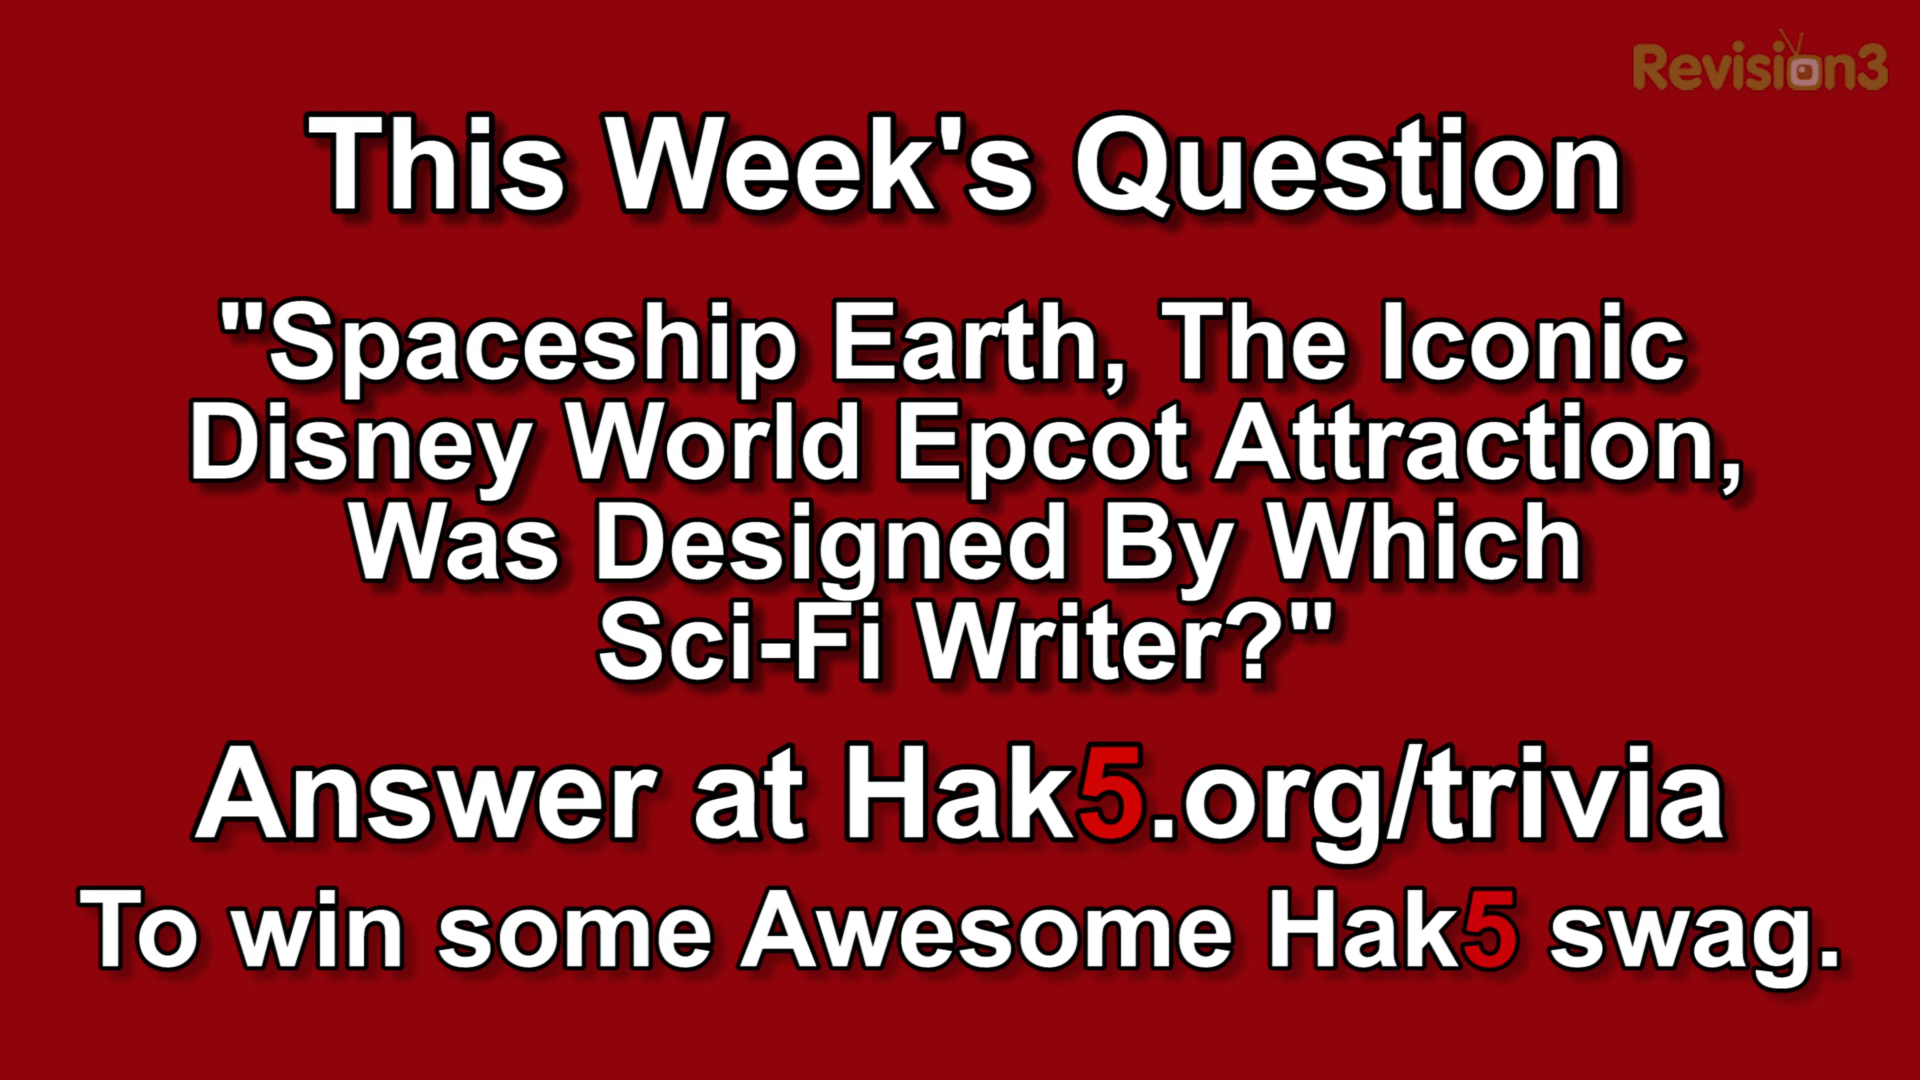 Revision3
This Week's Question
"Spaceship Earth, The Iconic
Disney World Epcot Attraction,
Was Designed By Which
Sci-Fi Writer?"
Answer at Hak5.org/trivia
To win some Awesome Hak5 swag.